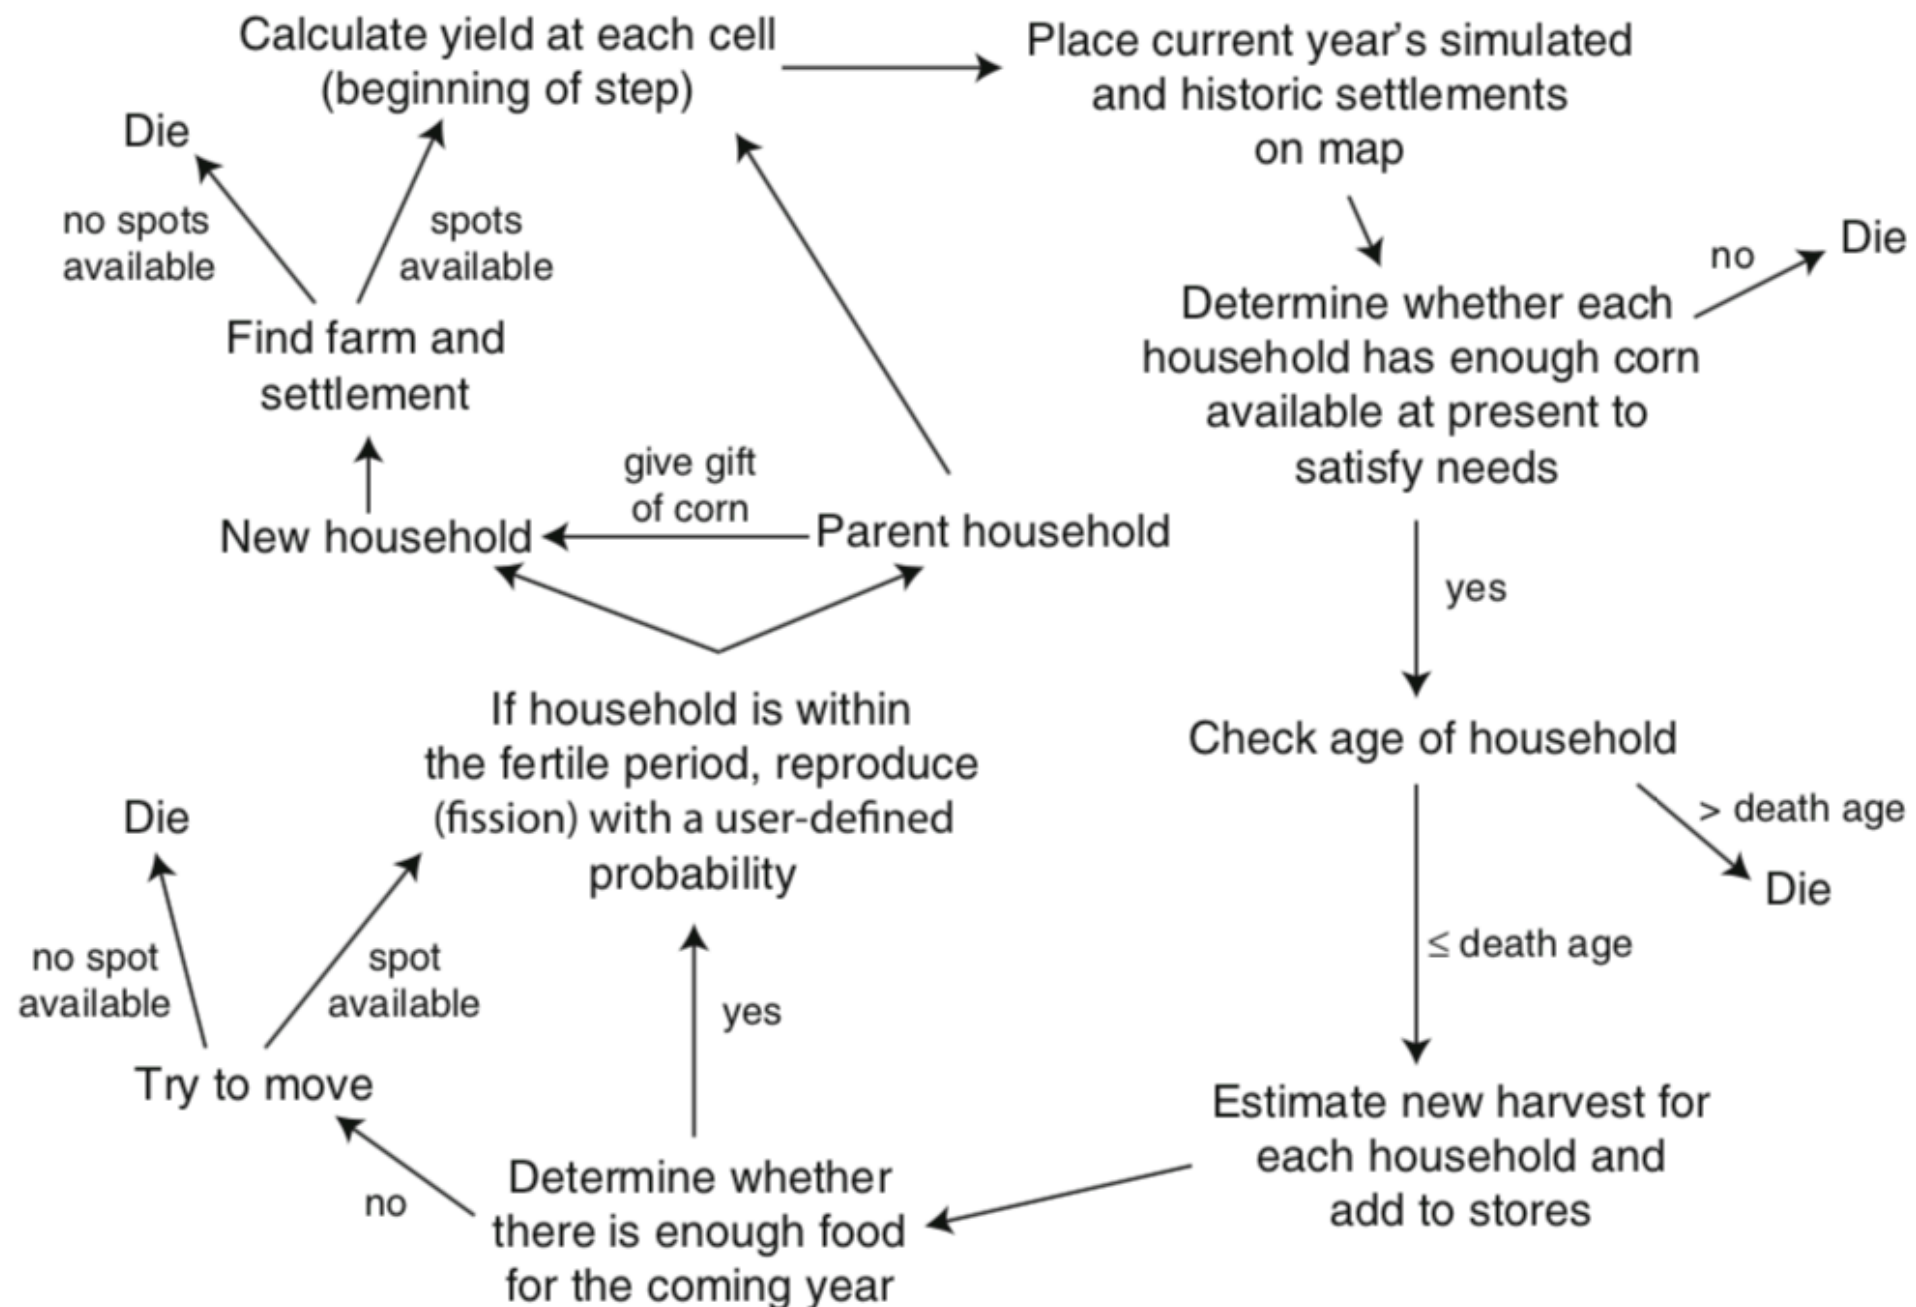 Calculate yield at each cell
(beginning of step)
Place current year’s simulated
and historic settlements
on map
Die
no spots
available
spots
available
no
Die
Determine whether each
household has enough corn
available at present to
satisfy needs
Find farm and
settlement
give gift
of corn
New household
Parent household
yes
If household is within
the fertile period, reproduce
(fission) with a user-defined
probability
Check age of household
> death age
Die
≤ death age
Die
no spot
available
spot
available
yes
Try to move
no
Determine whether
there is enough food
for the coming year
Estimate new harvest for
each household and
add to stores